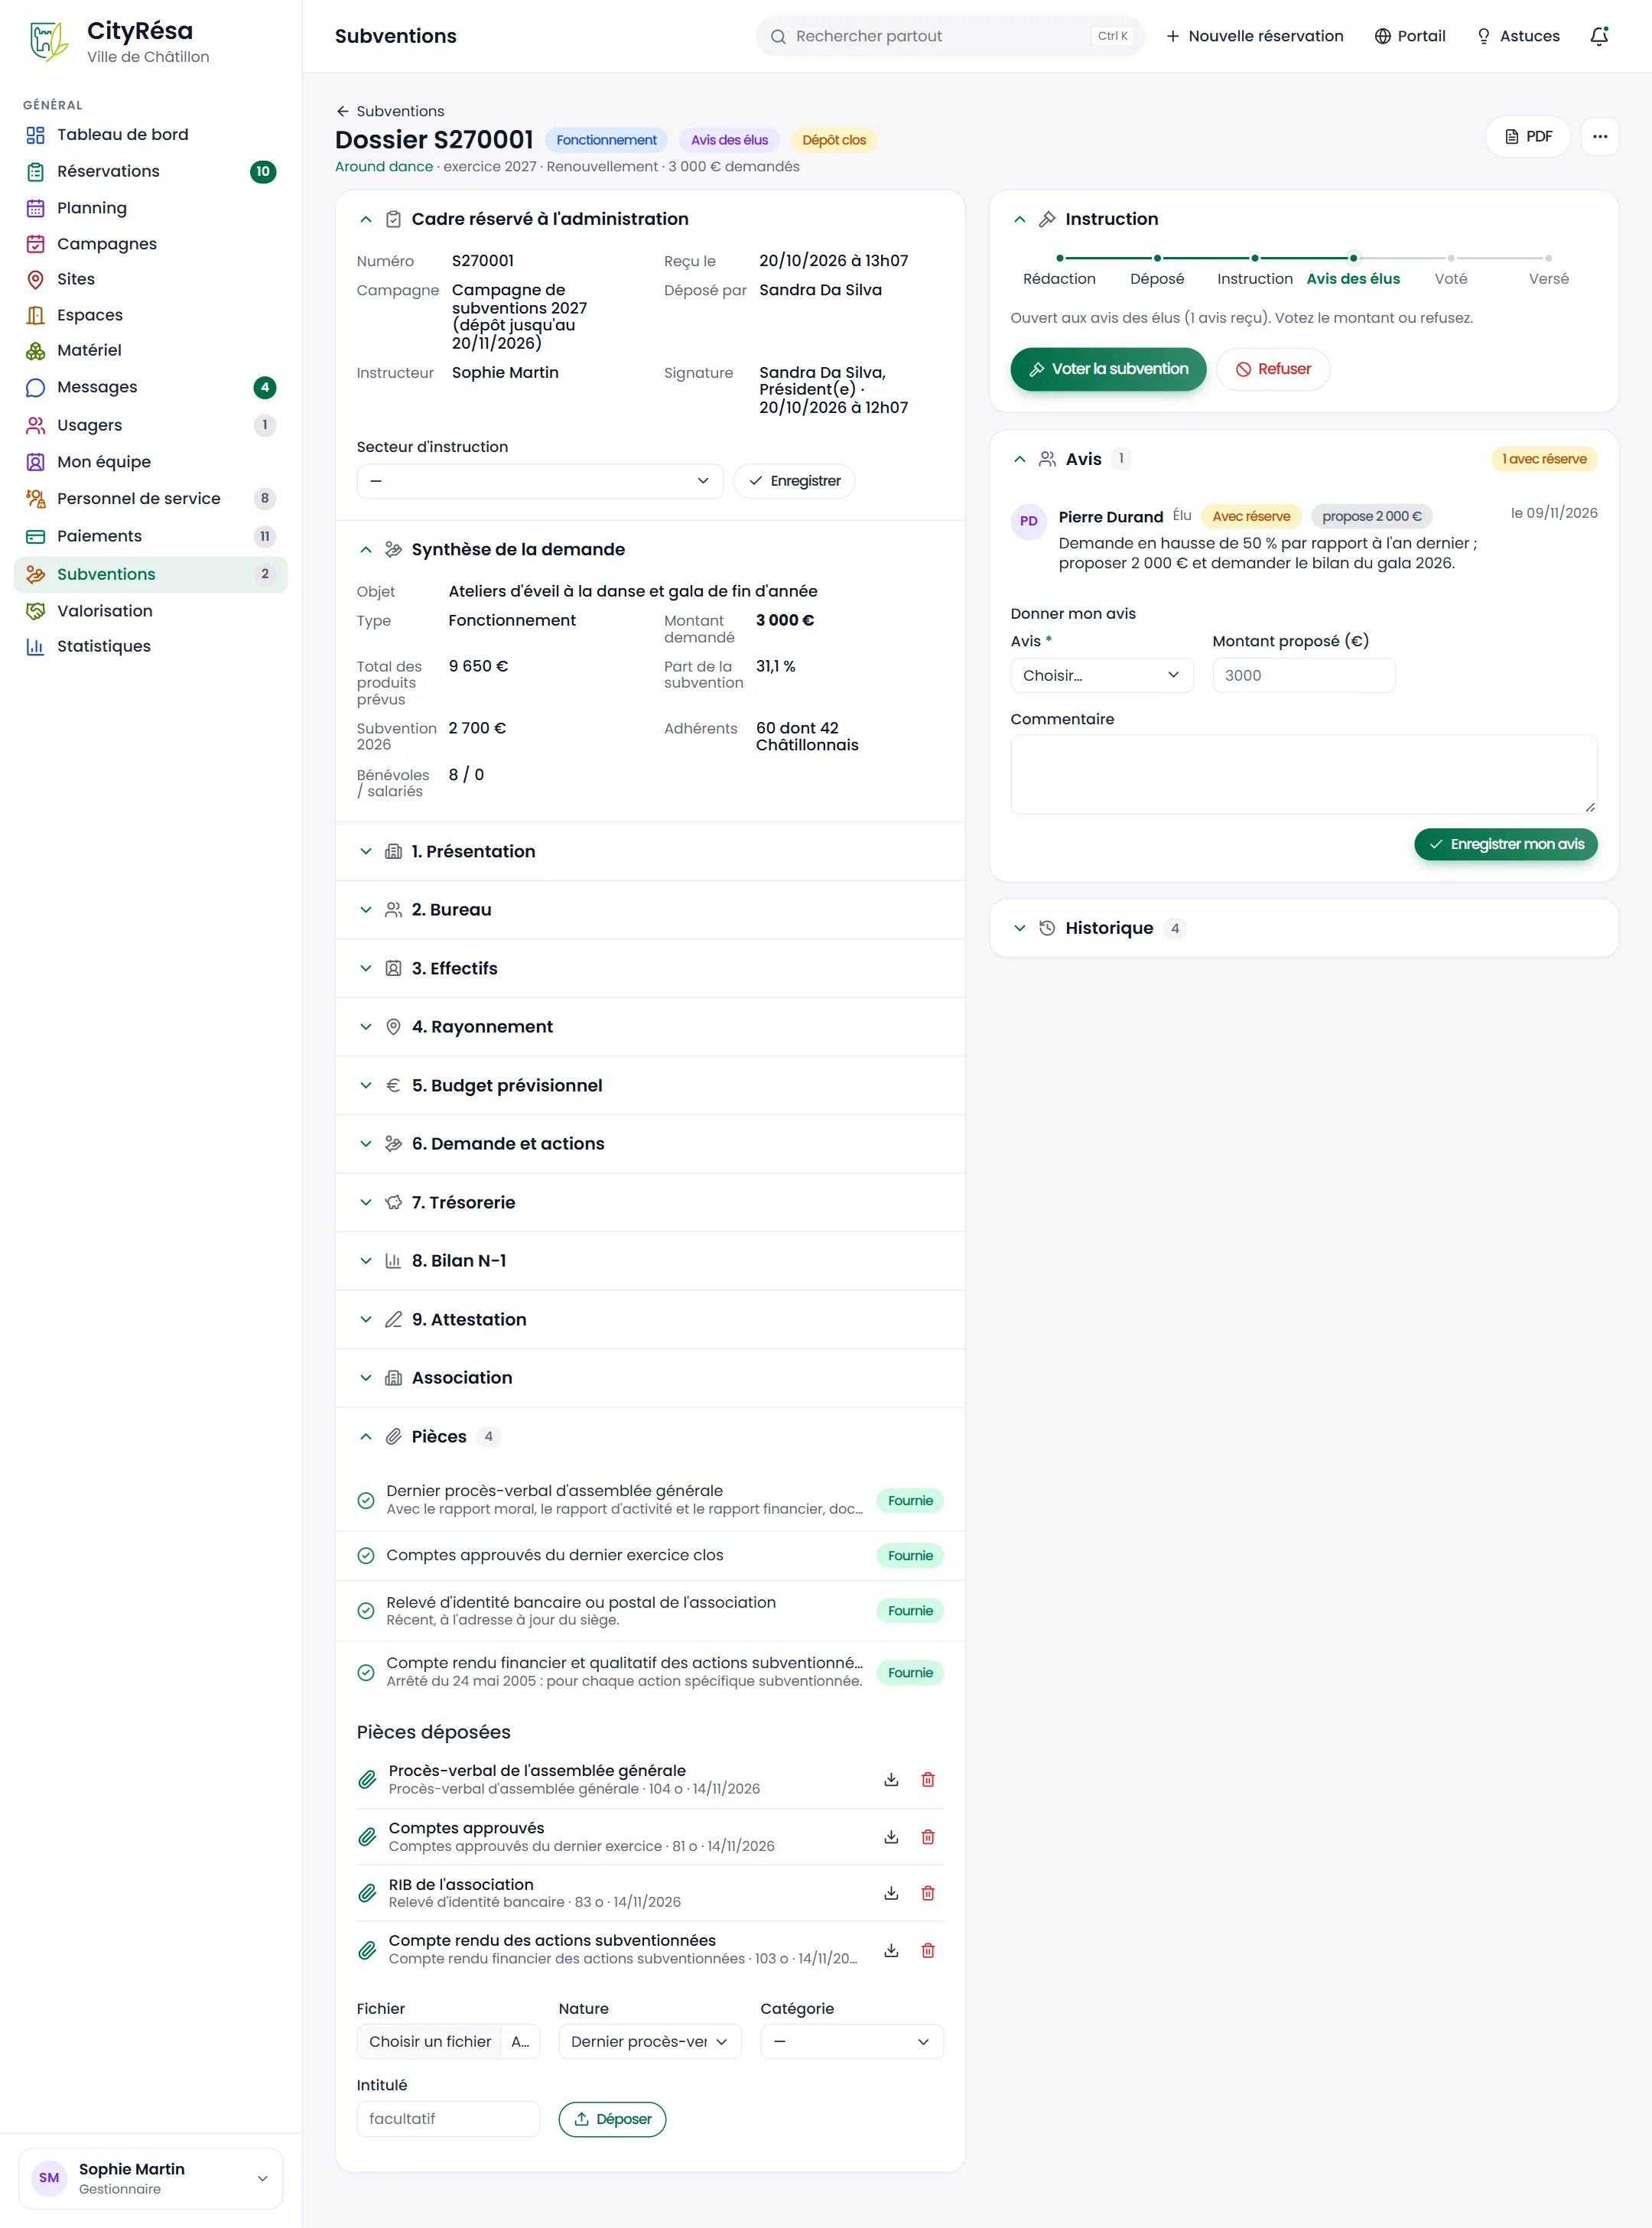 CityRésa
Ville de Châtillon
GÉNÉRAL
Tableau de bord
Réservations 10
Planning
Campagnes
Sites
Espaces
Matériel
Messages 4
Usagers 1
Mon équipe
Personnel de service 8
Paiements 11
Subventions 2
Valorisation
Statistiques
SM
Sophie Martin
Gestionnaire
Subventions
Rechercher partout Ctrl K
Nouvelle réservation
Portail
Astuces
Subventions
Dossier S270001 Fonctionnement Avis des élus Dépôt clos
Around dance · exercice 2027 · Renouvellement · 3 000 € demandés
PDF
Cadre réservé à l'administration
Numéro S270001
Reçu le 20/10/2026 à 13h07
Campagne Campagne de
subventions 2027
(dépôt jusqu'au
20/11/2026)
Déposé par Sandra Da Silva
Instructeur Sophie Martin
Signature Sandra Da Silva,
Président(e) ·
20/10/2026 à 12h07
Secteur d'instruction
—
Enregistrer
Synthèse de la demande
Objet Ateliers d'éveil à la danse et gala de fin d'année
Type Fonctionnement
Montant
demandé
3 000 €
Total des
produits
prévus
9 650 €
Part de la
subvention
31,1 %
Subvention
2026
2 700 €
Adhérents 60 dont 42
Châtillonnais
Bénévoles
/ salariés
8 / 0
1. Présentation
2. Bureau
3. Effectifs
4. Rayonnement
5. Budget prévisionnel
6. Demande et actions
7. Trésorerie
8. Bilan N-1
9. Attestation
Association
Pièces 4
Dernier procès-verbal d'assemblée générale
Avec le rapport moral, le rapport d'activité et le rapport financier, doc...
Fournie
Comptes approuvés du dernier exercice clos
Fournie
Relevé d'identité bancaire ou postal de l'association
Récent, à l'adresse à jour du siège.
Fournie
Compte rendu financier et qualitatif des actions subventionné...
Arrêté du 24 mai 2005 : pour chaque action spécifique subventionnée.
Fournie
Pièces déposées
Procès-verbal de l'assemblée générale
Procès-verbal d'assemblée générale · 104 o · 14/11/2026
Comptes approuvés
Comptes approuvés du dernier exercice · 81 o · 14/11/2026
RIB de l'association
Relevé d'identité bancaire · 83 o · 14/11/2026
Compte rendu des actions subventionnées
Compte rendu financier des actions subventionnées · 103 o · 14/11/20...
Fichier
Choisir un fichier A...
Nature
Dernier procès-ver
Catégorie
—
Intitulé
facultatif
Déposer
Instruction
Rédaction Déposé Instruction Avis des élus Voté Versé
Ouvert aux avis des élus (1 avis reçu). Votez le montant ou refusez.
Voter la subvention
Refuser
Avis 1
1 avec réserve
PD
Pierre Durand Élu Avec réserve propose 2 000 €
le 09/11/2026
Demande en hausse de 50 % par rapport à l'an dernier ;
proposer 2 000 € et demander le bilan du gala 2026.
Donner mon avis
Avis *
Choisir...
Montant proposé (€)
3000
Commentaire
Enregistrer mon avis
Historique 4